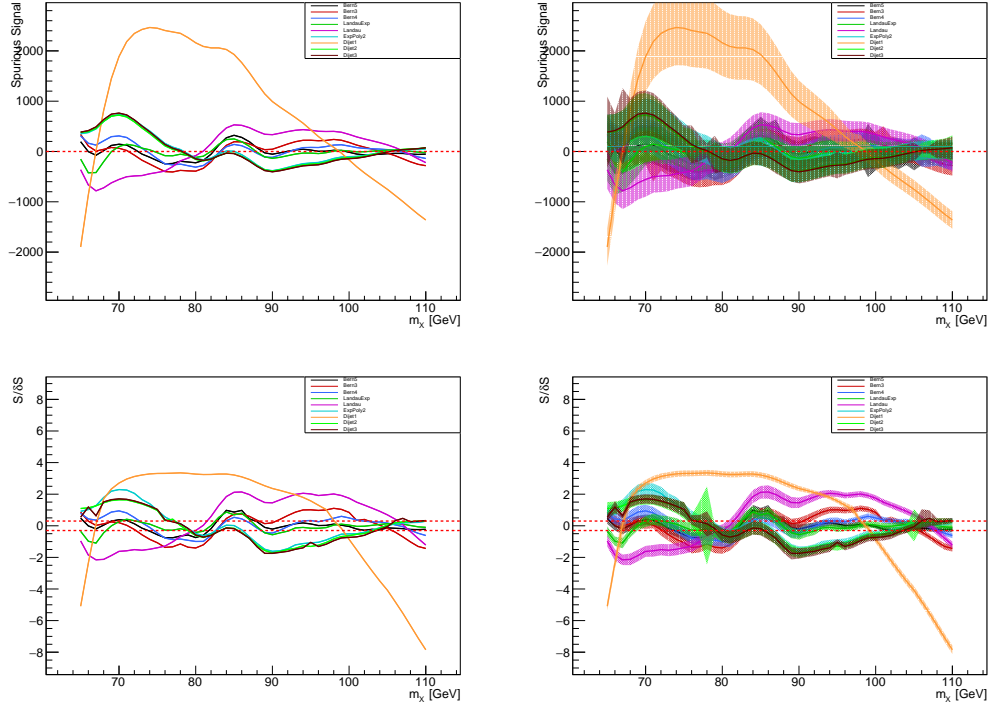 Spurious Signal
2000
1000
0
−1000
−2000
70 80 90 100 110
m_X [GeV]
Bern5
Bern3
Bern4
LandauExp
Landau
ExpPoly2
Dijet1
Dijet2
Dijet3
Spurious Signal
2000
1000
0
−1000
−2000
70 80 90 100 110
m_X [GeV]
Bern5
Bern3
Bern4
LandauExp
Landau
ExpPoly2
Dijet1
Dijet2
Dijet3
S/δS
8
6
4
2
0
−2
−4
−6
−8
70 80 90 100 110
m_X [GeV]
Bern5
Bern3
Bern4
LandauExp
Landau
ExpPoly2
Dijet1
Dijet2
Dijet3
S/δS
8
6
4
2
0
−2
−4
−6
−8
70 80 90 100 110
m_X [GeV]
Bern5
Bern3
Bern4
LandauExp
Landau
ExpPoly2
Dijet1
Dijet2
Dijet3